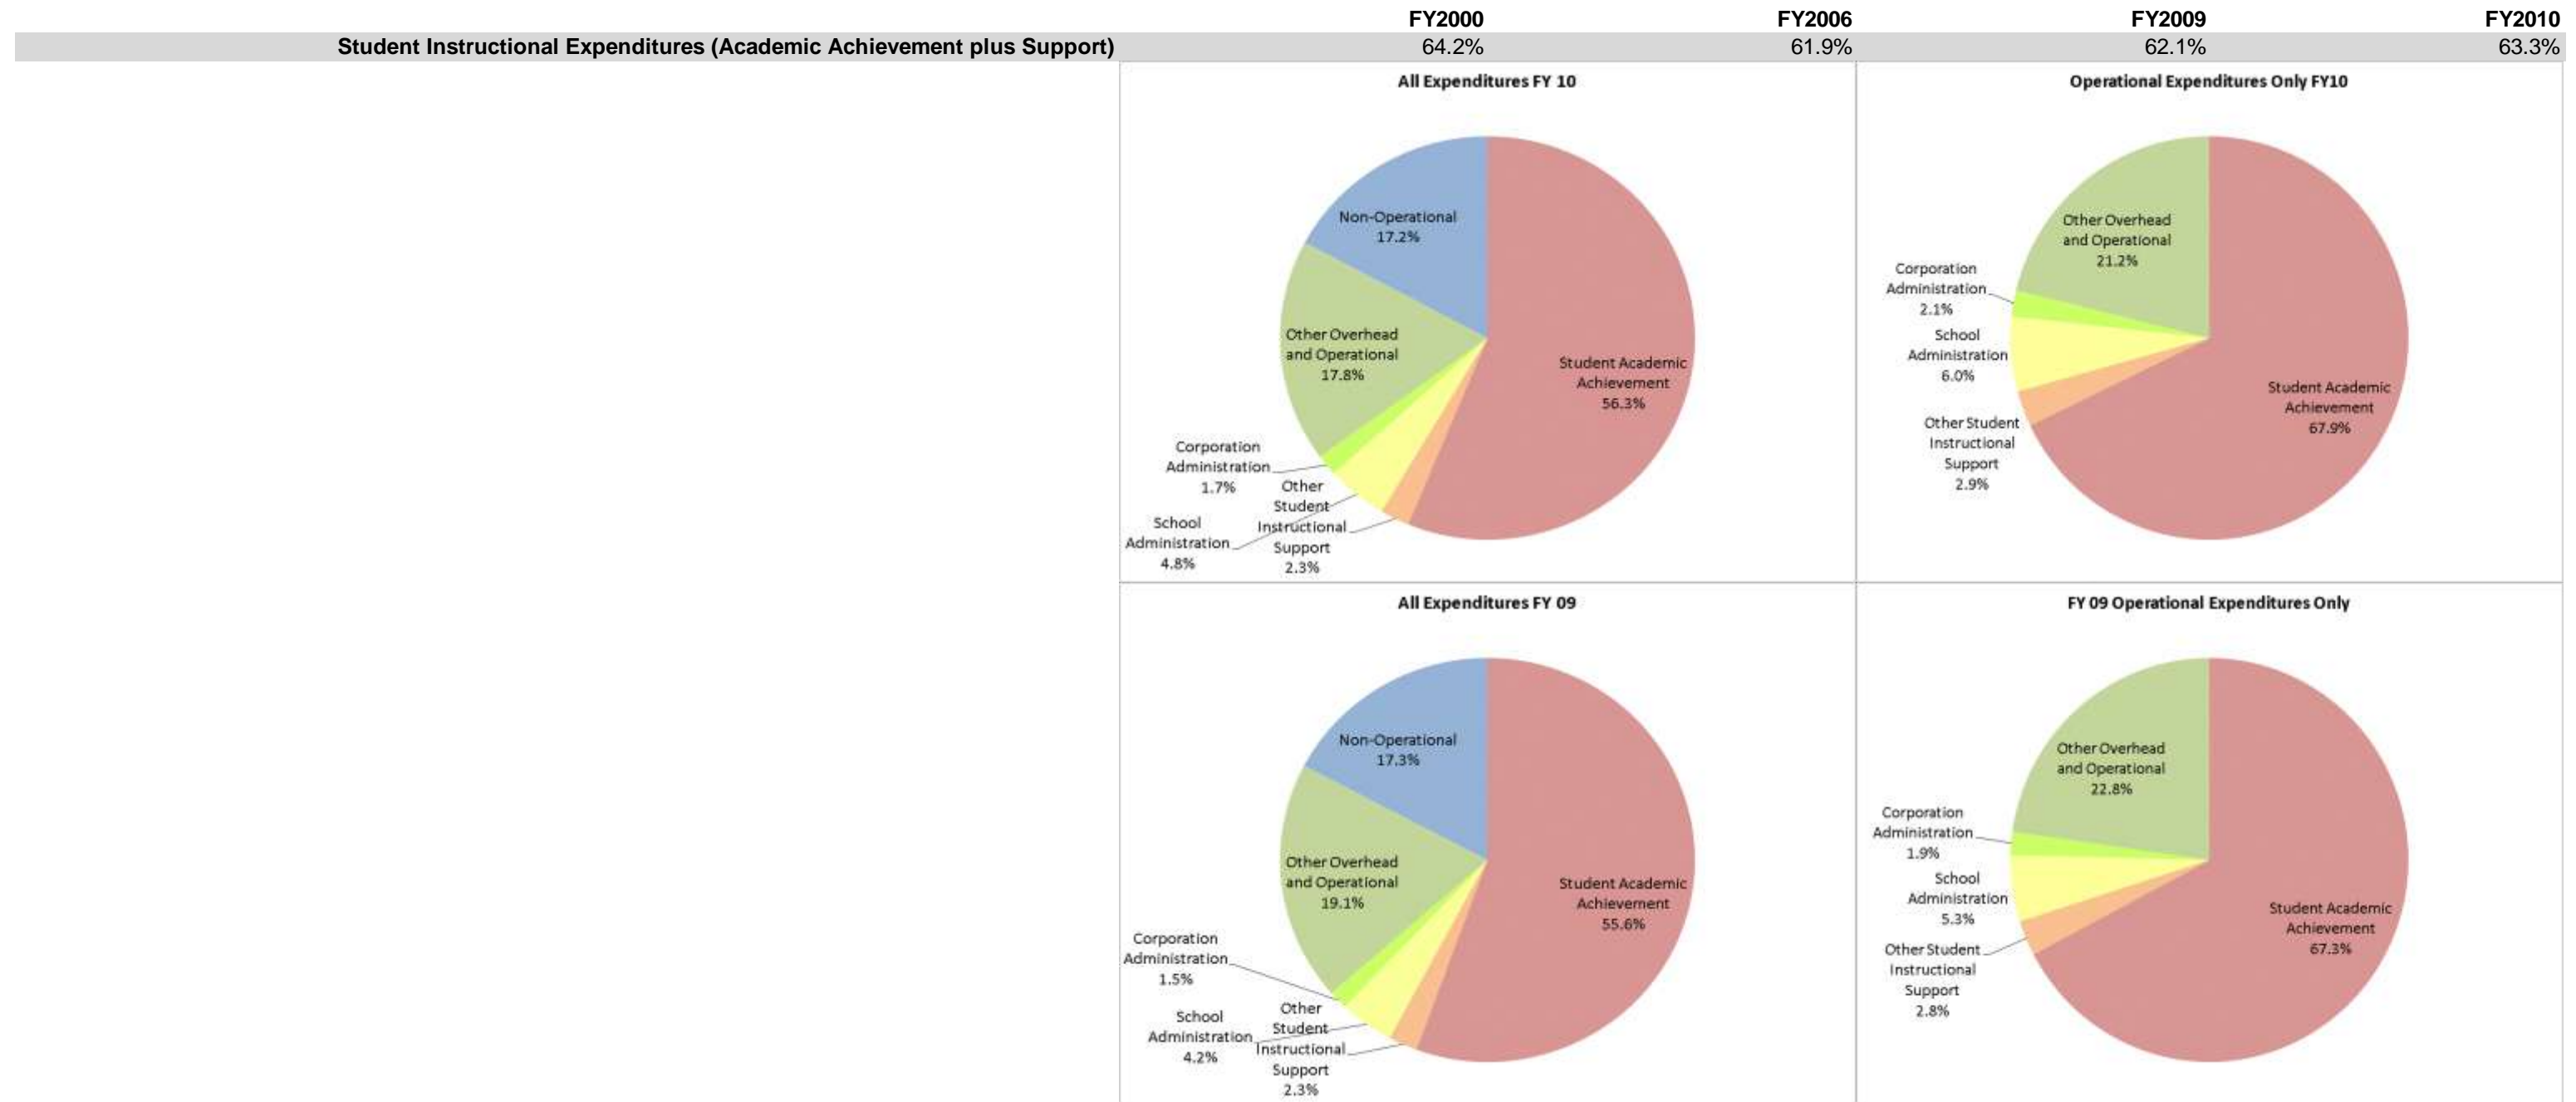 FY2000 FY2006 FY2009 FY2010
Student Instructional Expenditures (Academic Achievement plus Support) 64.2% 61.9% 62.1% 63.3%
All Expenditures FY 10
Non-Operational
17.2%
Other Overhead
and Operational
17.8%
Corporation
Administration
1.7%
School
Administration
4.8%
Other
Student
Instructional
Support
2.3%
Student Academic
Achievement
56.3%
Operational Expenditures Only FY10
Other Overhead
and Operational
21.2%
Corporation
Administration
2.1%
School
Administration
6.0%
Other Student
Instructional
Support
2.9%
Student Academic
Achievement
67.9%
All Expenditures FY 09
Non-Operational
17.3%
Other Overhead
and Operational
19.1%
Corporation
Administration
1.5%
School
Administration
4.2%
Other
Student
Instructional
Support
2.3%
Student Academic
Achievement
55.6%
FY 09 Operational Expenditures Only
Other Overhead
and Operational
22.8%
Corporation
Administration
1.9%
School
Administration
5.3%
Other Student
Instructional
Support
2.8%
Student Academic
Achievement
67.3%